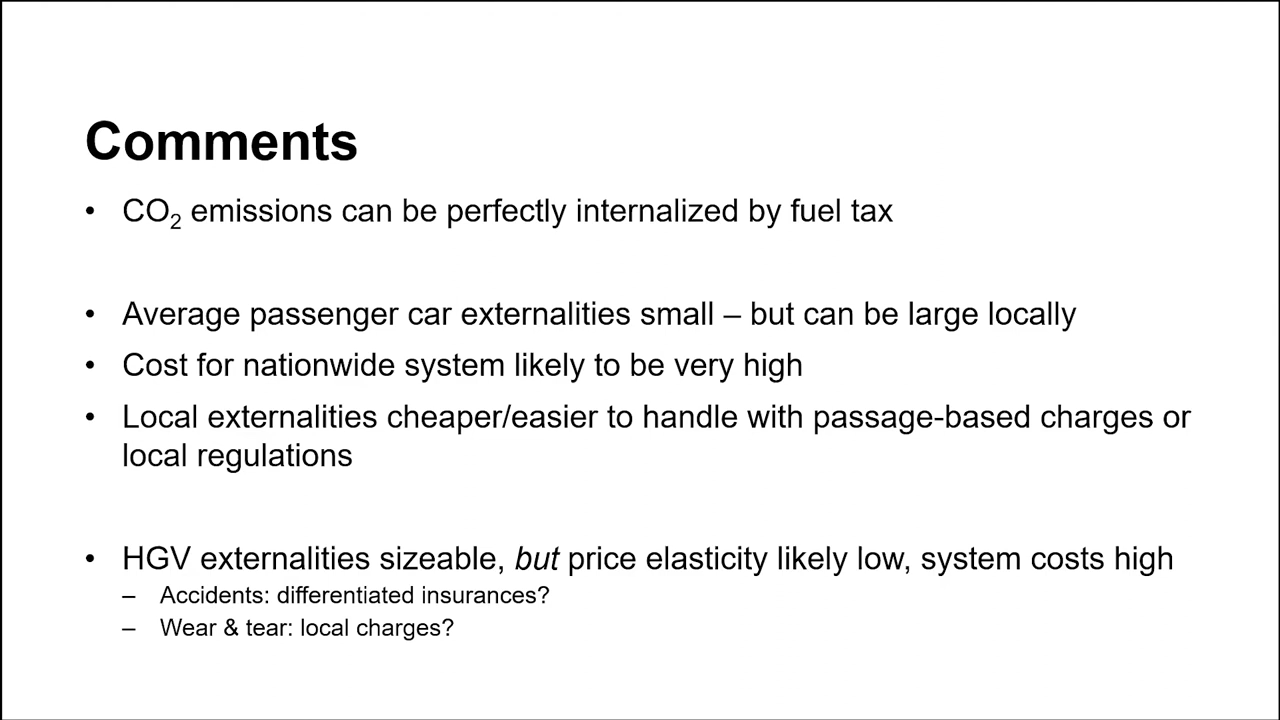 Comments
• CO₂ emissions can be perfectly internalized by fuel tax
• Average passenger car externalities small – but can be large locally
• Cost for nationwide system likely to be very high
• Local externalities cheaper/easier to handle with passage-based charges or
local regulations
• HGV externalities sizeable, but price elasticity likely low, system costs high
– Accidents: differentiated insurances?
– Wear & tear: local charges?